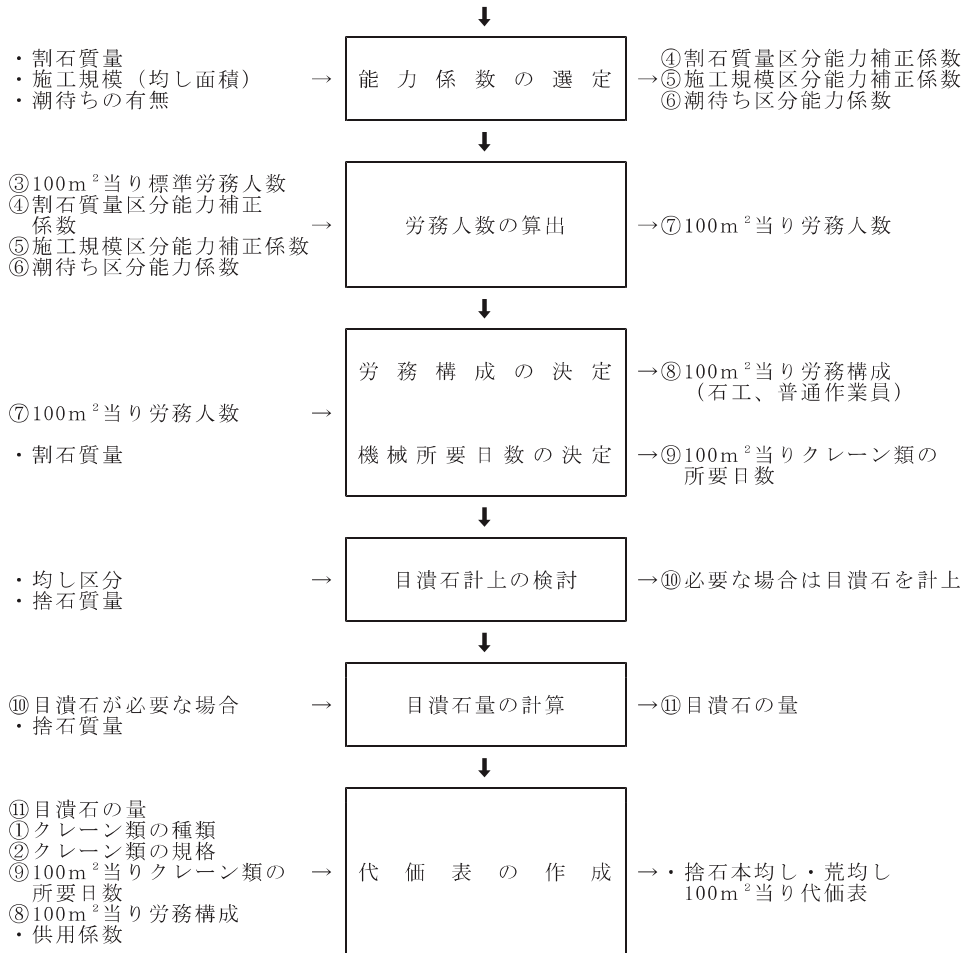 ⬇
・割石質量
・施工規模（均し面積）
・潮待ちの有無
→
能力係数の選定
→
④割石質量区分能力補正係数
⑤施工規模区分能力補正係数
⑥潮待ち区分能力係数
⬇
③100m²当り標準労務人数
④割石質量区分能力補正
係数
⑤施工規模区分能力補正係数
⑥潮待ち区分能力係数
→
労務人数の算出
→⑦100m²当り労務人数
⬇
⑦100m²当り労務人数
・割石質量
→
労務構成の決定
機械所要日数の決定
→⑧100m²当り労務構成
（石工、普通作業員）
→⑨100m²当りクレーン類の
所要日数
⬇
・均し区分
・捨石質量
→
目潰石計上の検討
→⑩必要な場合は目潰石を計上
⬇
⑩目潰石が必要な場合
・捨石質量
→
目潰石量の計算
→⑪目潰石の量
⬇
⑪目潰石の量
①クレーン類の種類
②クレーン類の規格
⑨100m²当りクレーン類の
所要日数
⑧100m²当り労務構成
・供用係数
→
代価表の作成
→・捨石本均し・荒均し
100m²当り代価表